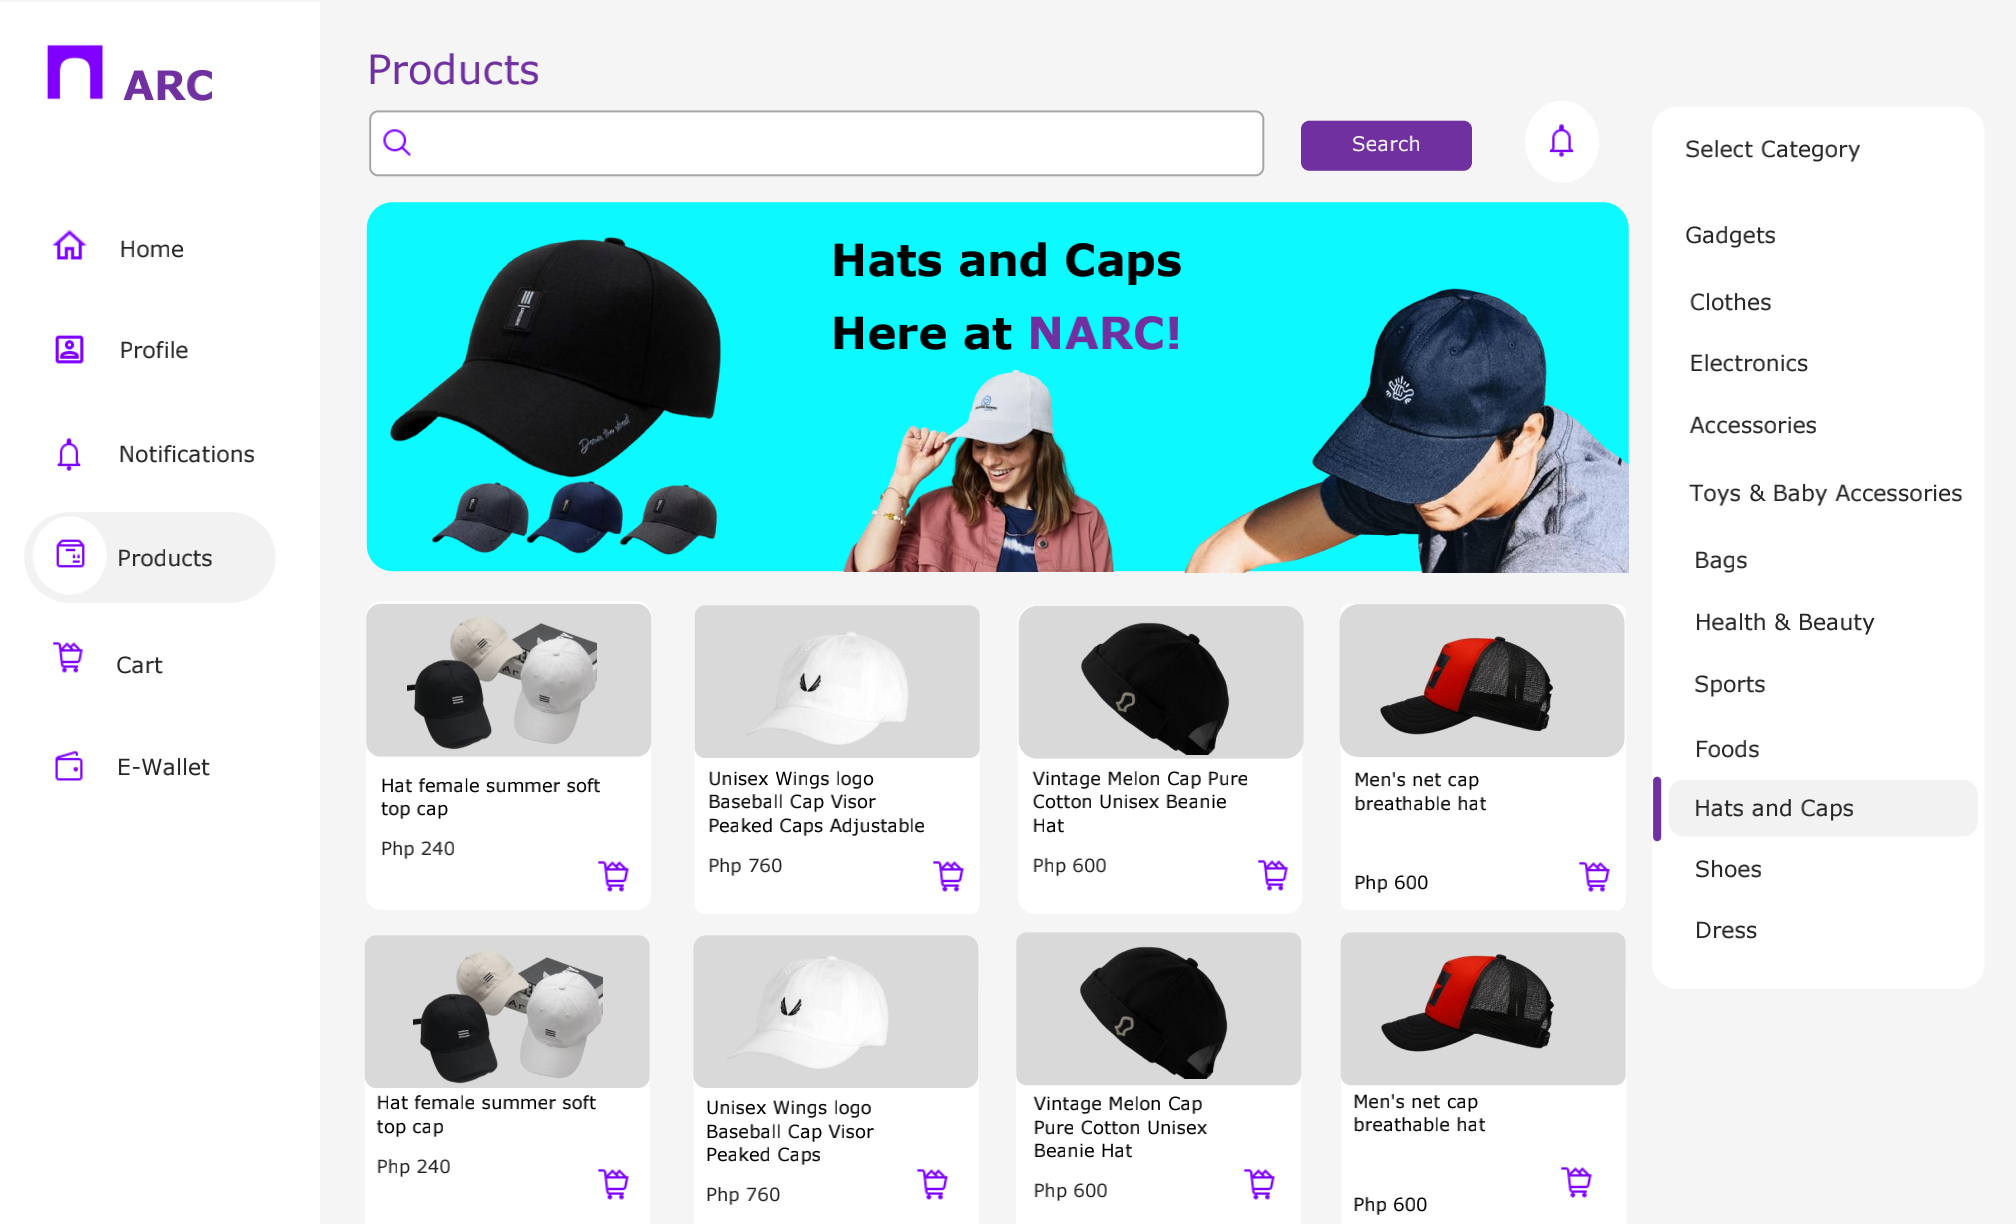 ARC
Home
Profile
Notifications
Products
Cart
E-Wallet
Products
Search
Hats and Caps
Here at NARC!
Down the street
Hat female summer soft
top cap
Php 240
Unisex Wings logo
Baseball Cap Visor
Peaked Caps Adjustable
Php 760
Vintage Melon Cap Pure
Cotton Unisex Beanie
Hat
Php 600
Men's net cap
breathable hat
Php 600
Hat female summer soft
top cap
Php 240
Unisex Wings logo
Baseball Cap Visor
Peaked Caps
Php 760
Vintage Melon Cap
Pure Cotton Unisex
Beanie Hat
Php 600
Men's net cap
breathable hat
Php 600
Select Category
Gadgets
Clothes
Electronics
Accessories
Toys & Baby Accessories
Bags
Health & Beauty
Sports
Foods
Hats and Caps
Shoes
Dress